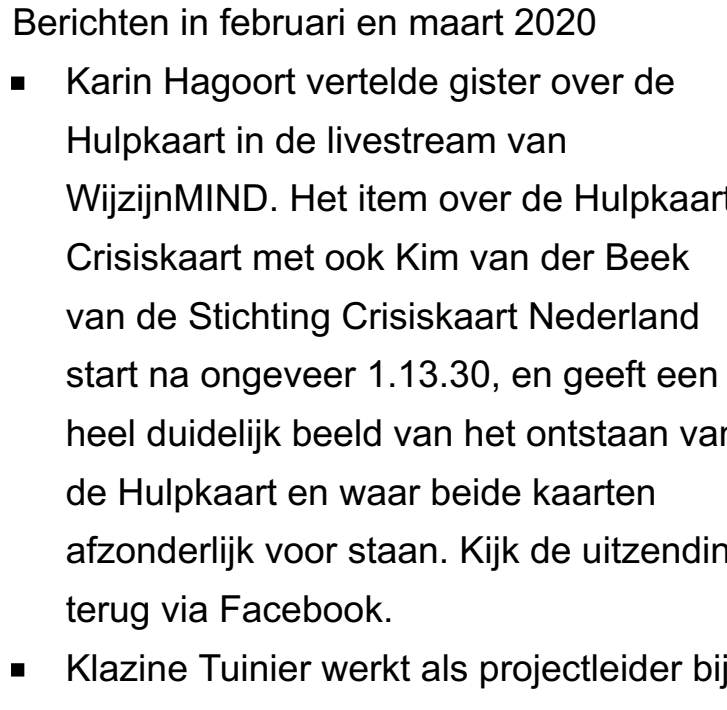 Berichten in februari en maart 2020
▪ Karin Hagoort vertelde gister over de
Hulpkaart in de livestream van
WijzijnMIND. Het item over de Hulpkaart
Crisiskaart met ook Kim van der Beek
van de Stichting Crisiskaart Nederland
start na ongeveer 1.13.30, en geeft een
heel duidelijk beeld van het ontstaan van
de Hulpkaart en waar beide kaarten
afzonderlijk voor staan. Kijk de uitzendin
terug via Facebook.
▪ Klazine Tuinier werkt als projectleider bij